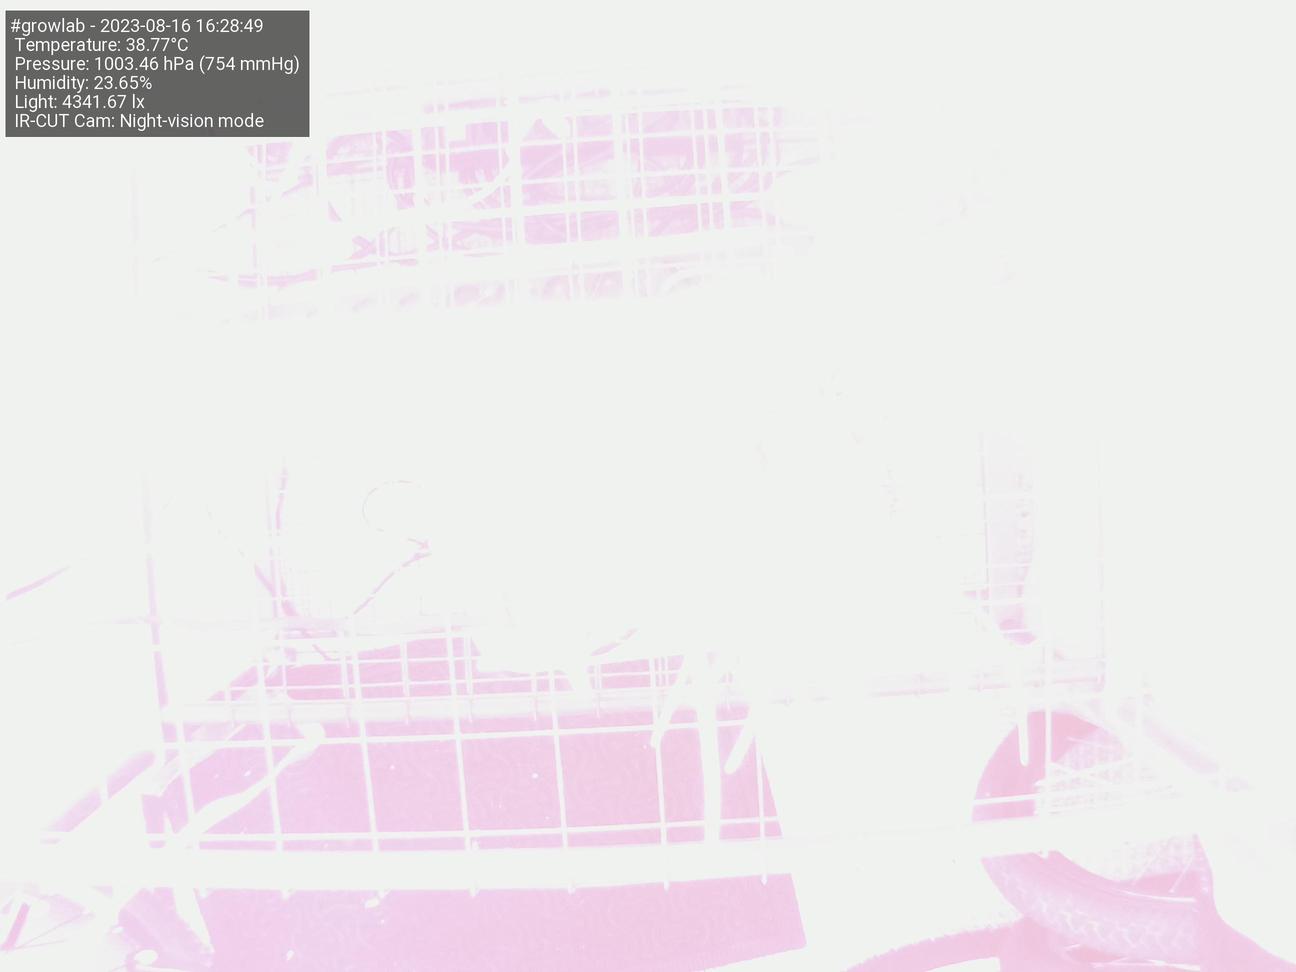 #growlab - 2023-08-16 16:28:49
Temperature: 38.77°C
Pressure: 1003.46 hPa (754 mmHg)
Humidity: 23.65%
Light: 4341.67 lx
IR-CUT Cam: Night-vision mode